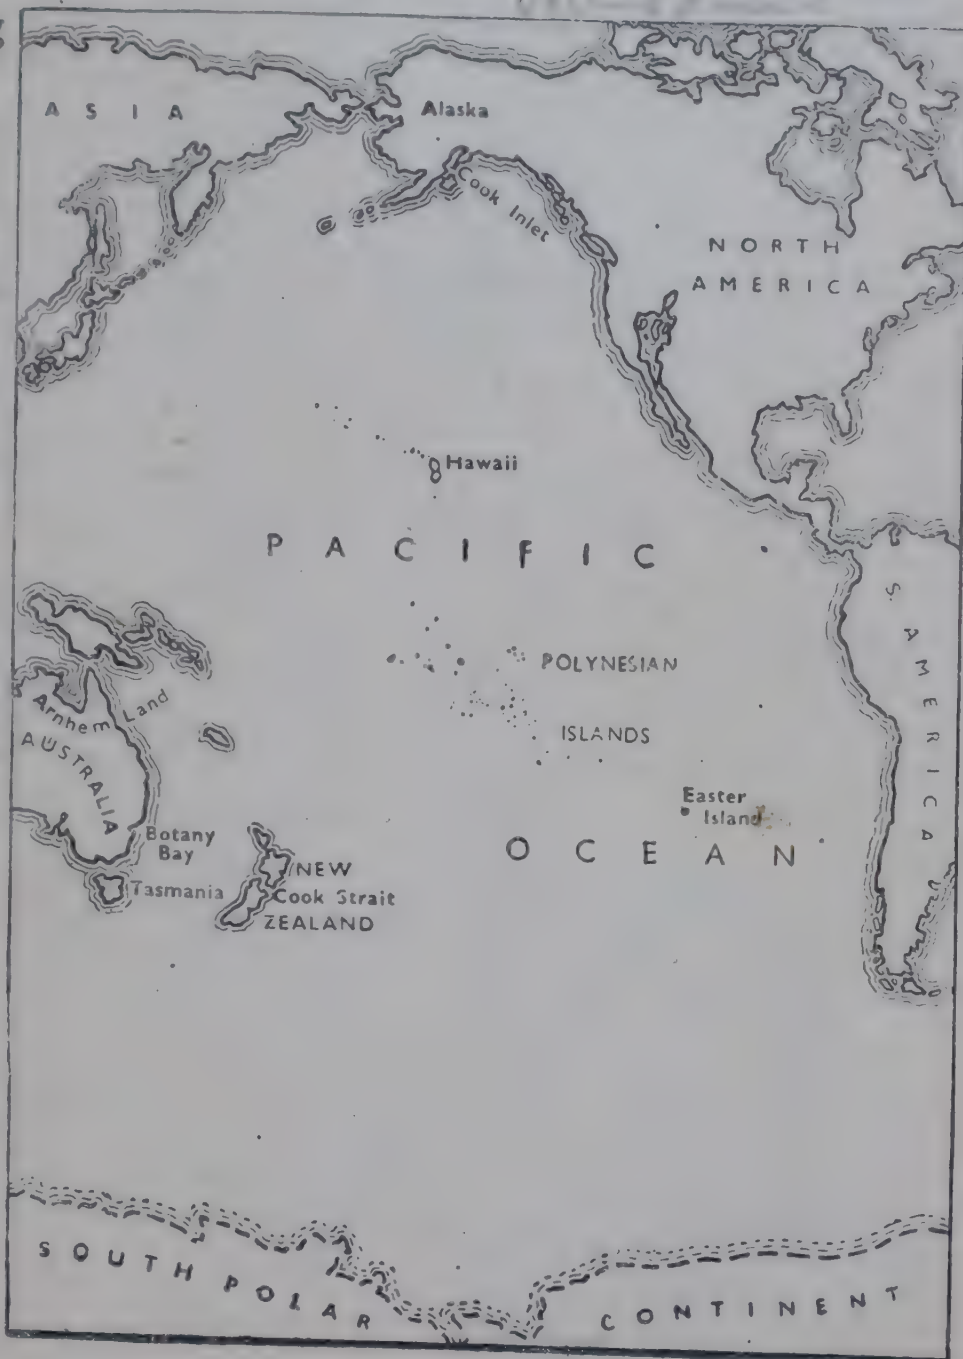 ASIA
Alaska
Cook Inlet
NORTH
AMERICA
Hawaii
PACIFIC
S. AMERICA
POLYNESIAN
ISLANDS
Arnhem Land
AUSTRALIA
Easter
Island
OCEAN
Botany
Bay
Tasmania
NEW
Cook Strait
ZEALAND
SOUTH POLAR
CONTINENT